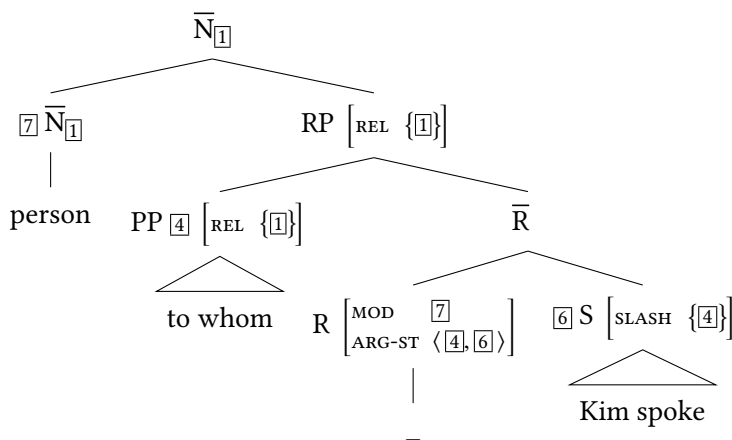 N̅ 1
7 N̅ 1 RP [REL {1}]
person PP 4 [REL {1}] R̅
to whom R [MOD 7 6 S [SLASH {4}]
ARG-ST ⟨4, 6⟩]
Kim spoke